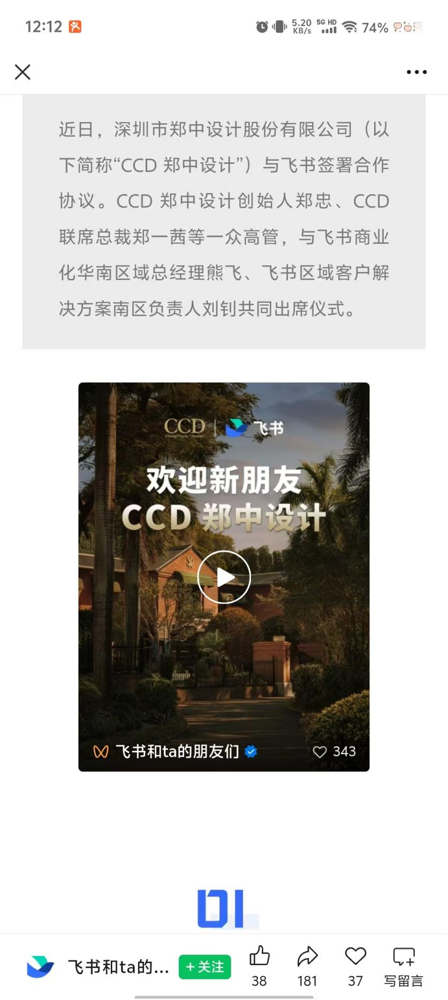 12:12
5.20
KB/s
5G HD
74%
近日，深圳市郑中设计股份有限公司（以
下简称“CCD 郑中设计”）与飞书签署合作
协议。CCD 郑中设计创始人郑忠、CCD
联席总裁郑一茜等一众高管，与飞书商业
化华南区域总经理熊飞、飞书区域客户解
决方案南区负责人刘钊共同出席仪式。
CCD | 飞书
欢迎新朋友
CCD 郑中设计
飞书和ta的朋友们
343
01
飞书和ta的...
+关注
38
181
37
写留言